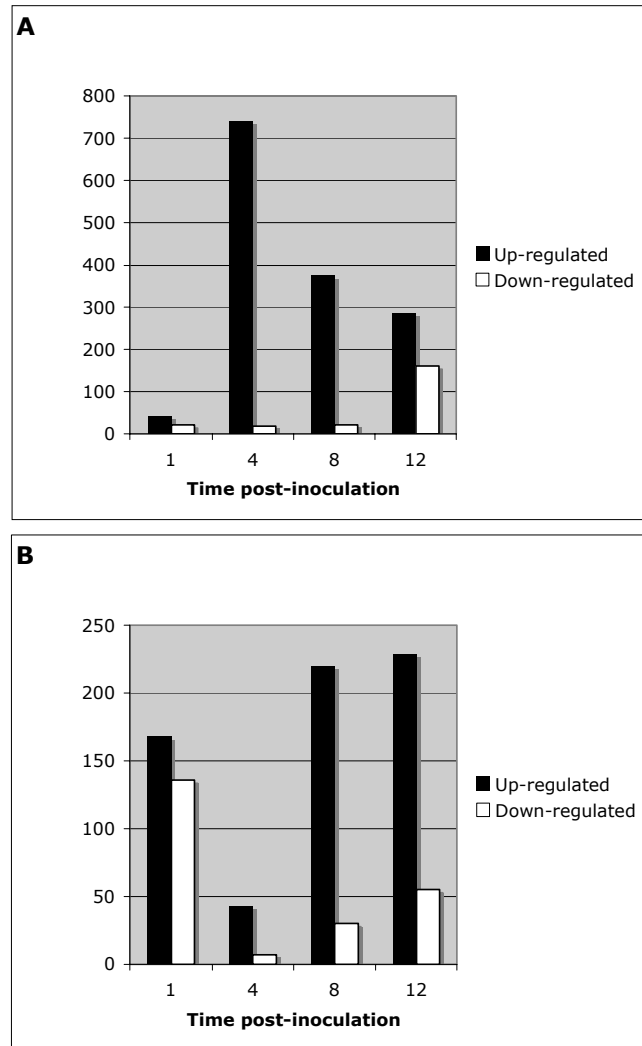 A
800
700
600
500
400
300
200
100
0
Up-regulated
Down-regulated
1 4 8 12
Time post-inoculation
B
250
200
150
100
50
0
Up-regulated
Down-regulated
1 4 8 12
Time post-inoculation